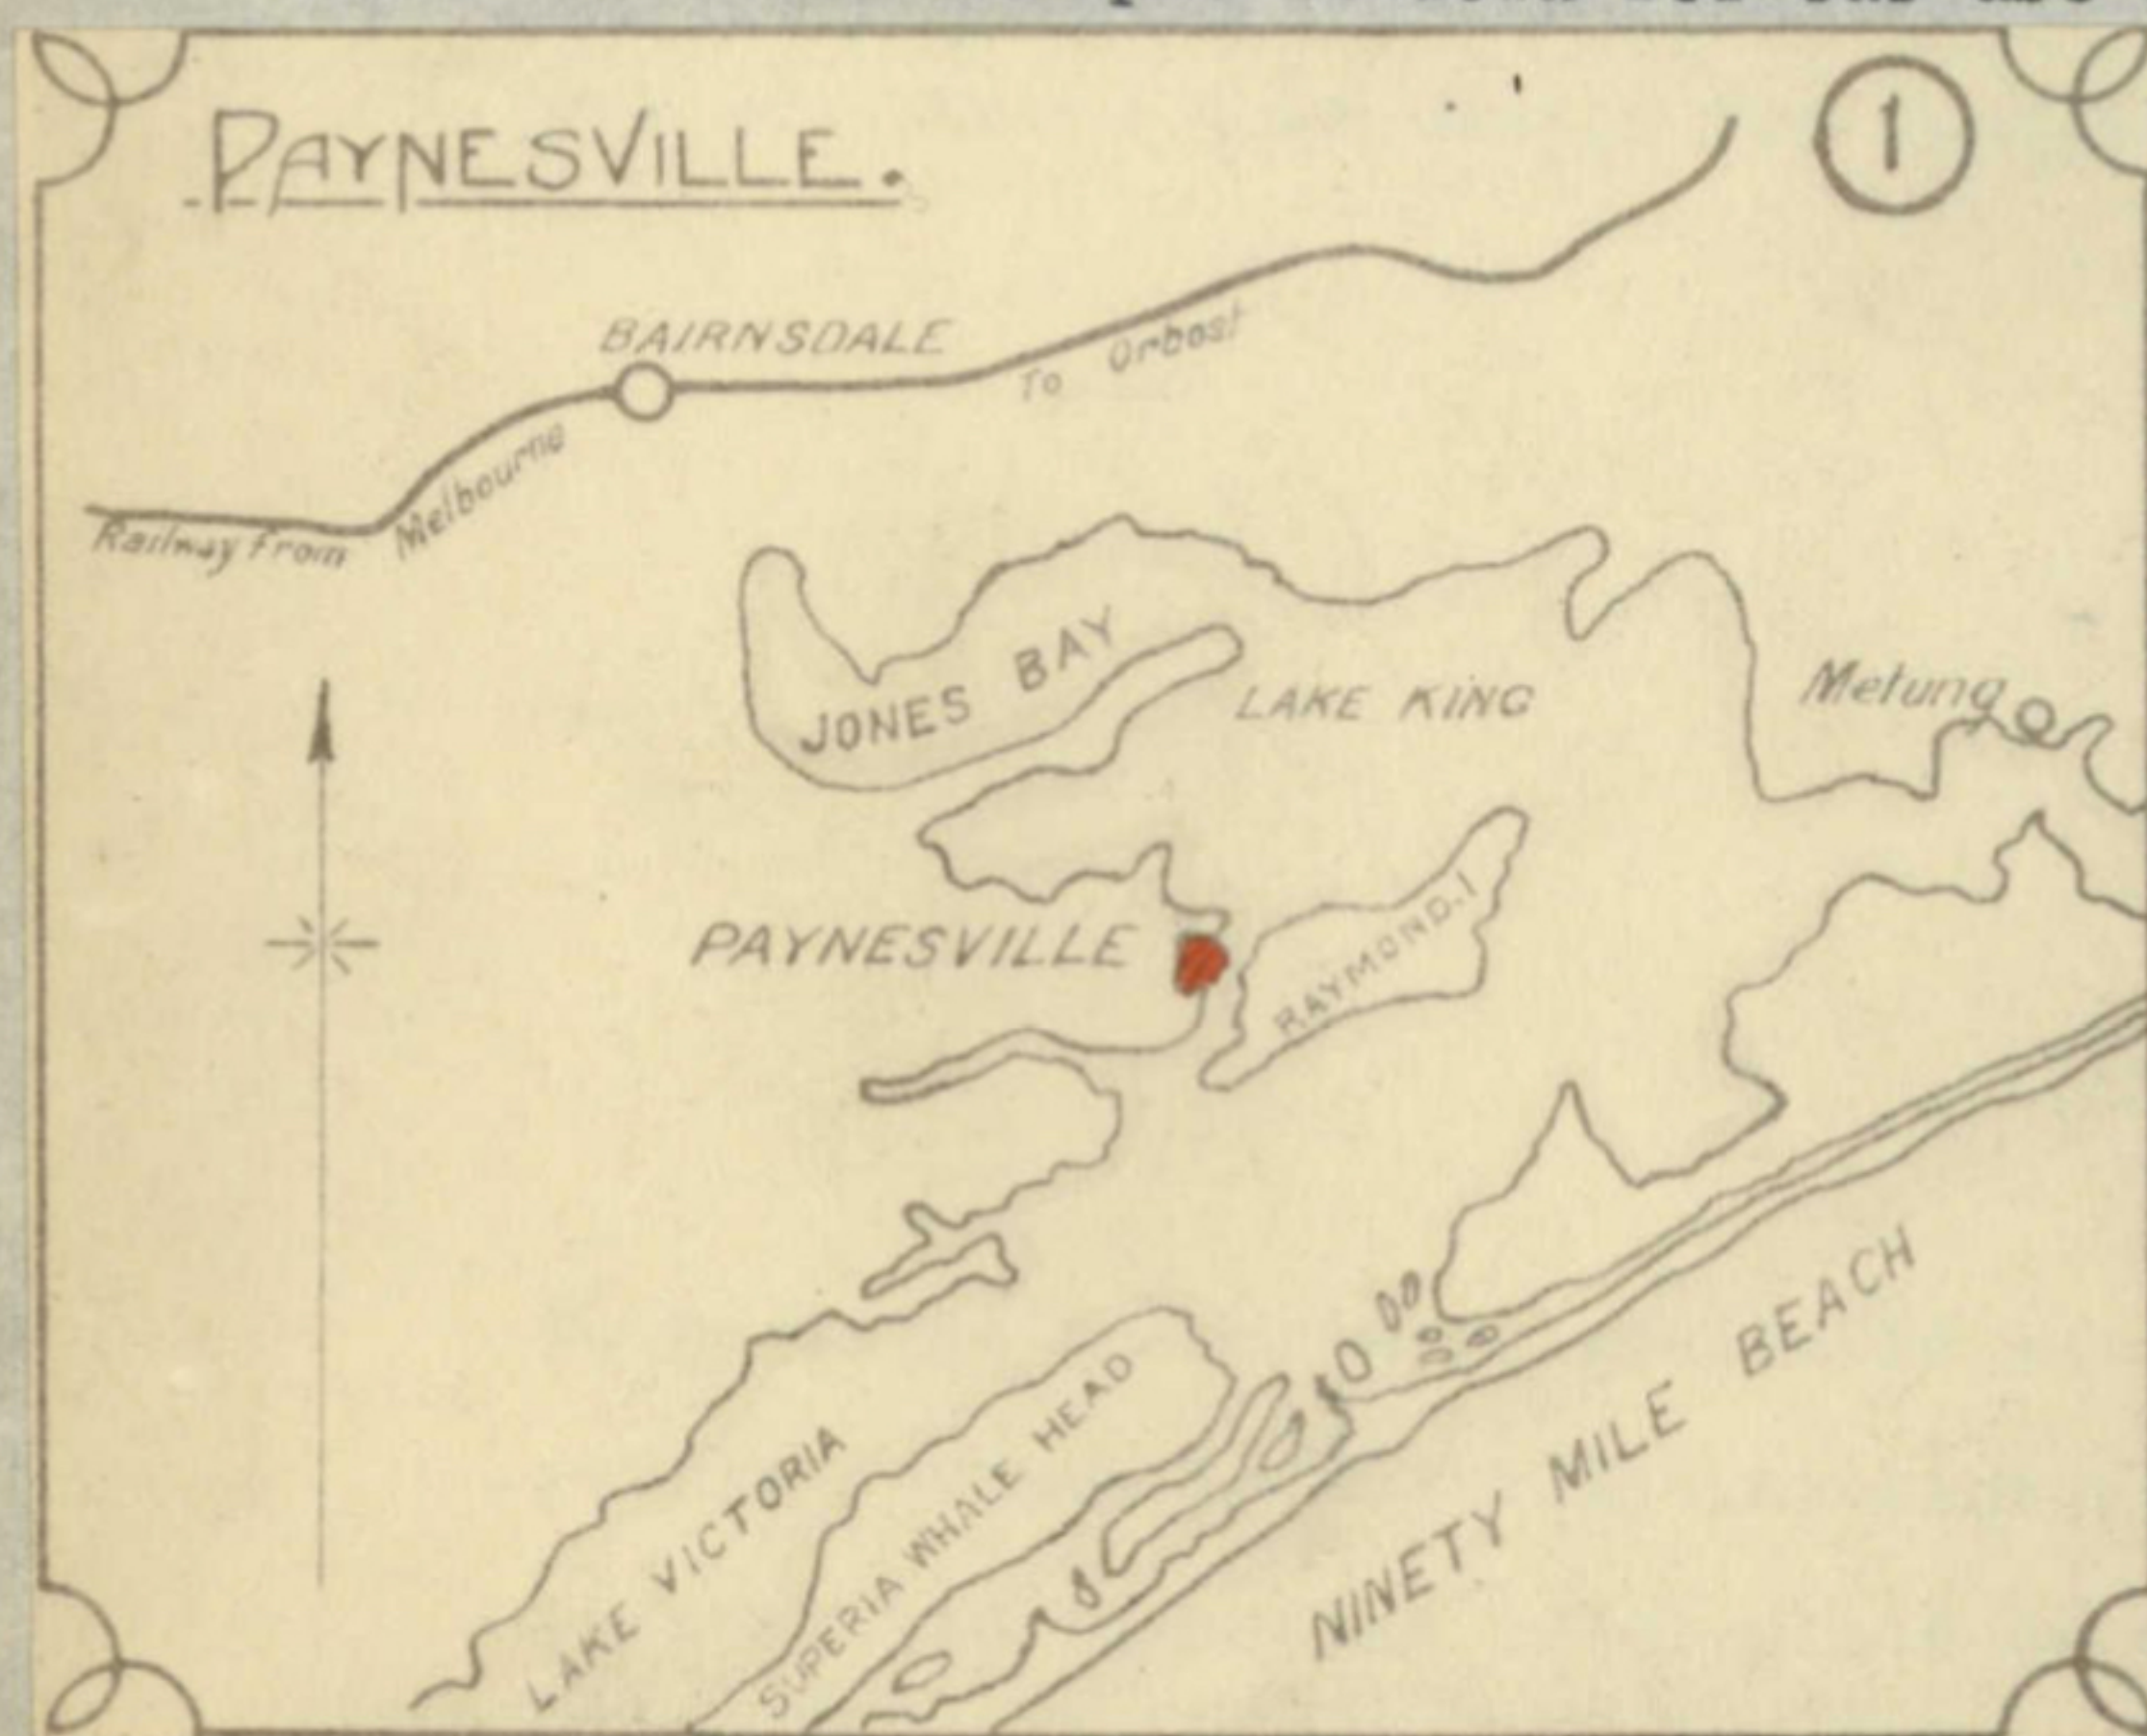 PAYNESVILLE.
1
BAIRNSDALE
To Orbost
Railway from Melbourne
JONES BAY
LAKE KING
Metung
PAYNESVILLE
RAYMOND. I
LAKE VICTORIA
SUPERIA WHALE HEAD
NINETY MILE BEACH